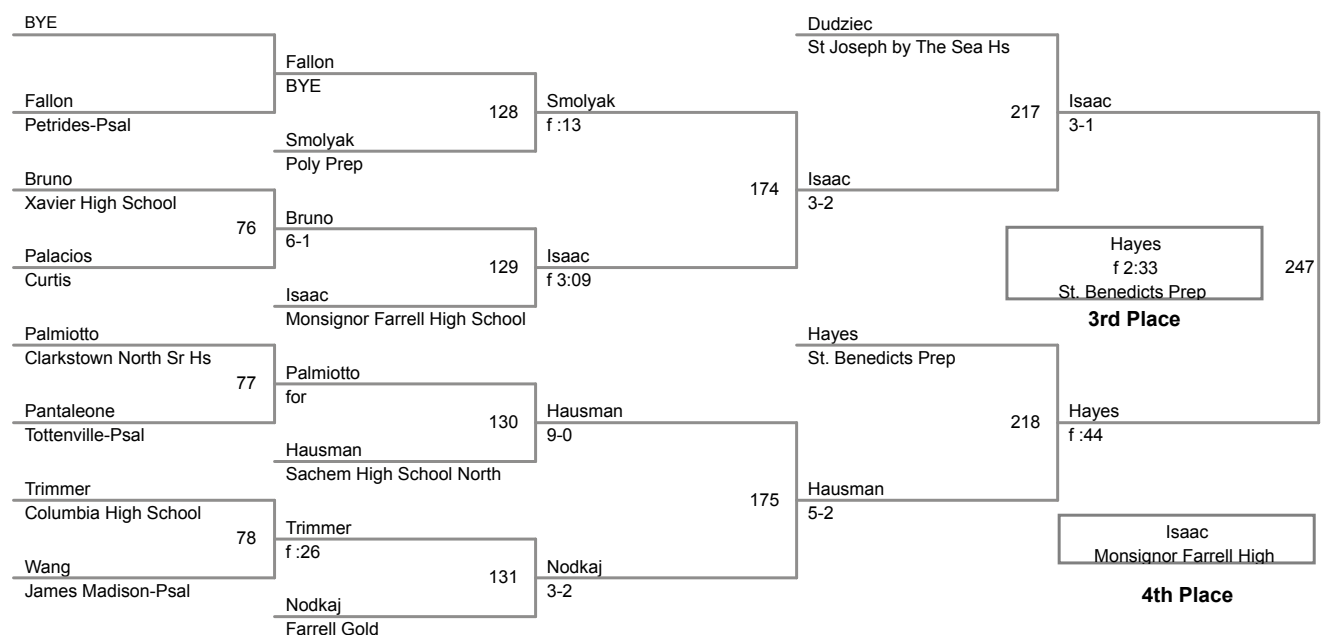 BYE
Fallon
Petrides-Psal
Bruno
Xavier High School
76
Palacios
Curtis
Palmiotto
Clarkstown North Sr Hs
77
Pantaleone
Tottenville-Psal
Trimmer
Columbia High School
78
Wang
James Madison-Psal
Fallon
BYE
128
Smolyak
Poly Prep
Bruno
6-1
129
Isaac
Monsignor Farrell High School
Palmiotto
for
130
Hausman
Sachem High School North
Trimmer
f :26
131
Nodkaj
Farrell Gold
Smolyak
f :13
174
Isaac
f 3:09
Hausman
9-0
175
Nodkaj
3-2
Dudziec
St Joseph by The Sea Hs
217
Isaac
3-2
Hayes
St. Benedicts Prep
218
Hausman
5-2
Isaac
3-1
247
Hayes
f :44
Hayes
f 2:33
St. Benedicts Prep
3rd Place
Isaac
Monsignor Farrell High
4th Place